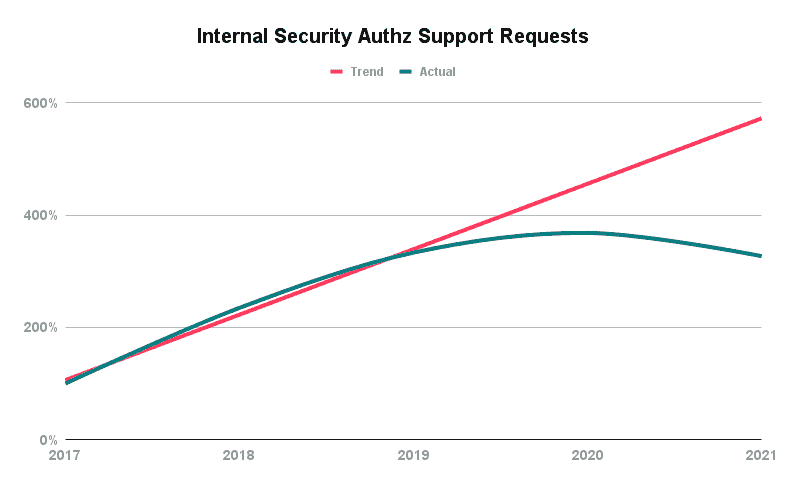 Internal Security Authz Support Requests
Trend Actual
600%
400%
200%
0%
2017 2018 2019 2020 2021